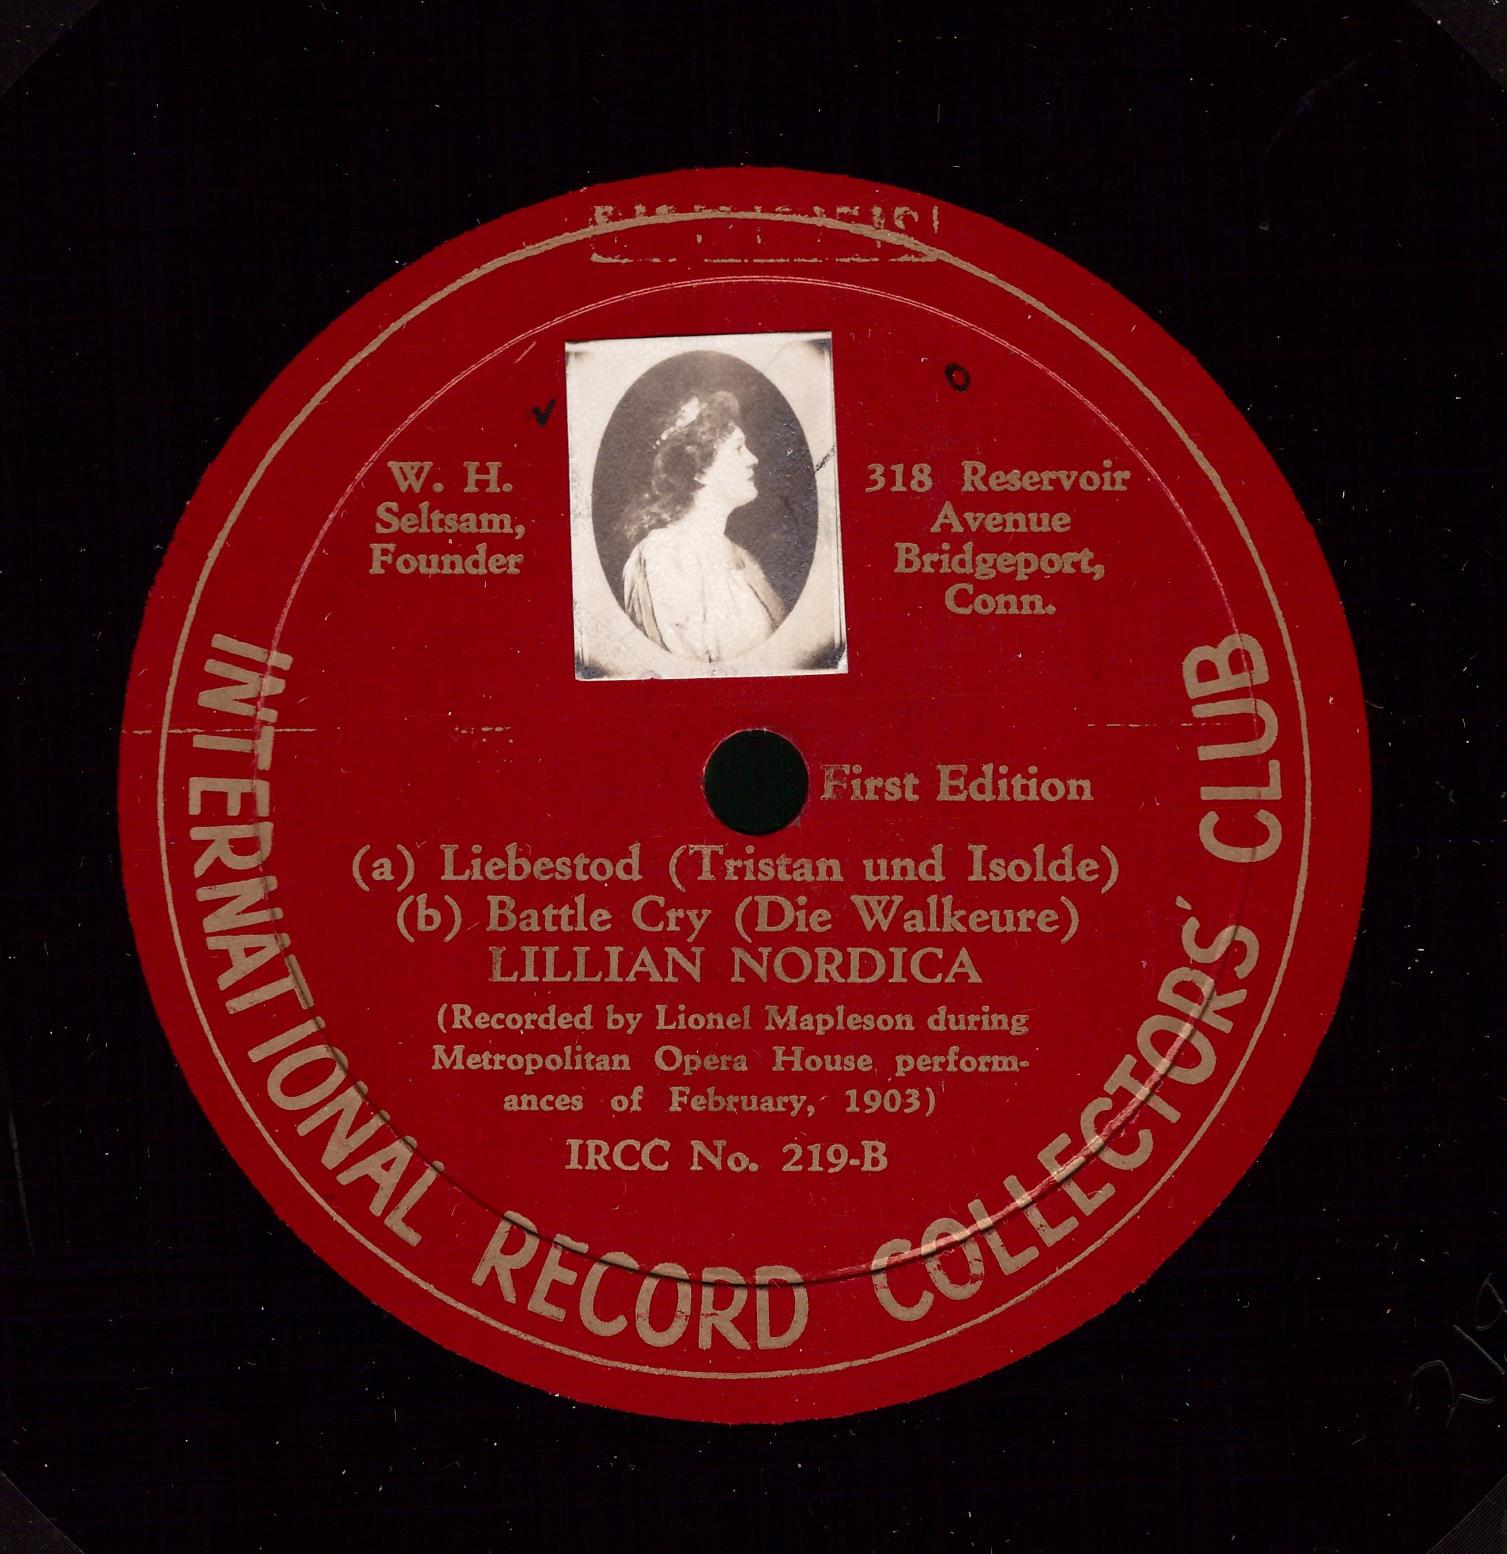 W. H.
Seltsam,
Founder
318 Reservoir
Avenue
Bridgeport,
Conn.
First Edition
(a) Liebestod (Tristan und Isolde)
(b) Battle Cry (Die Walkeure)
LILLIAN NORDICA
(Recorded by Lionel Mapleson during
Metropolitan Opera House perform-
ances of February, 1903)
IRCC No. 219-B
INTERNATIONAL RECORD COLLECTORS' CLUB